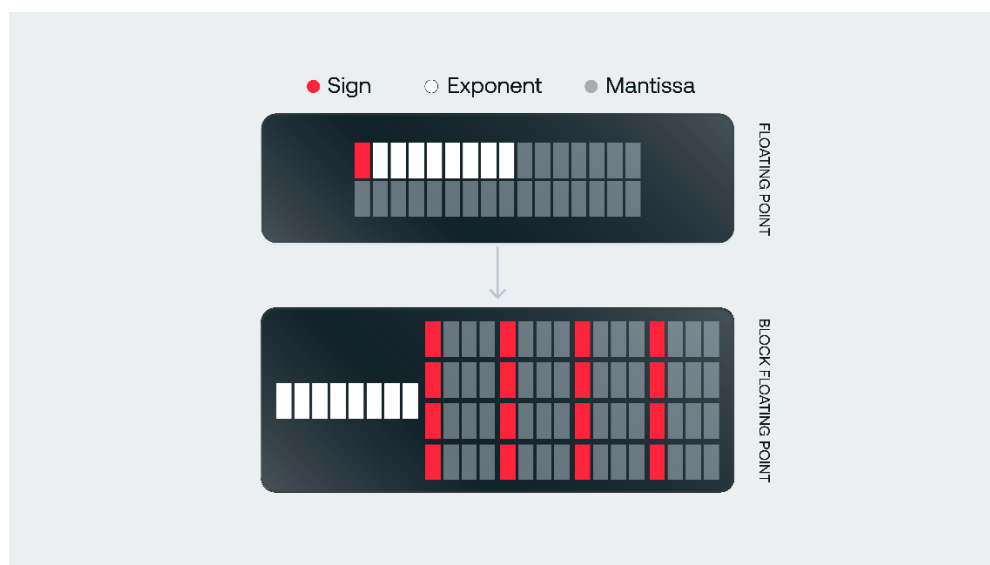 Sign
Exponent
Mantissa
FLOATING POINT
BLOCK FLOATING POINT